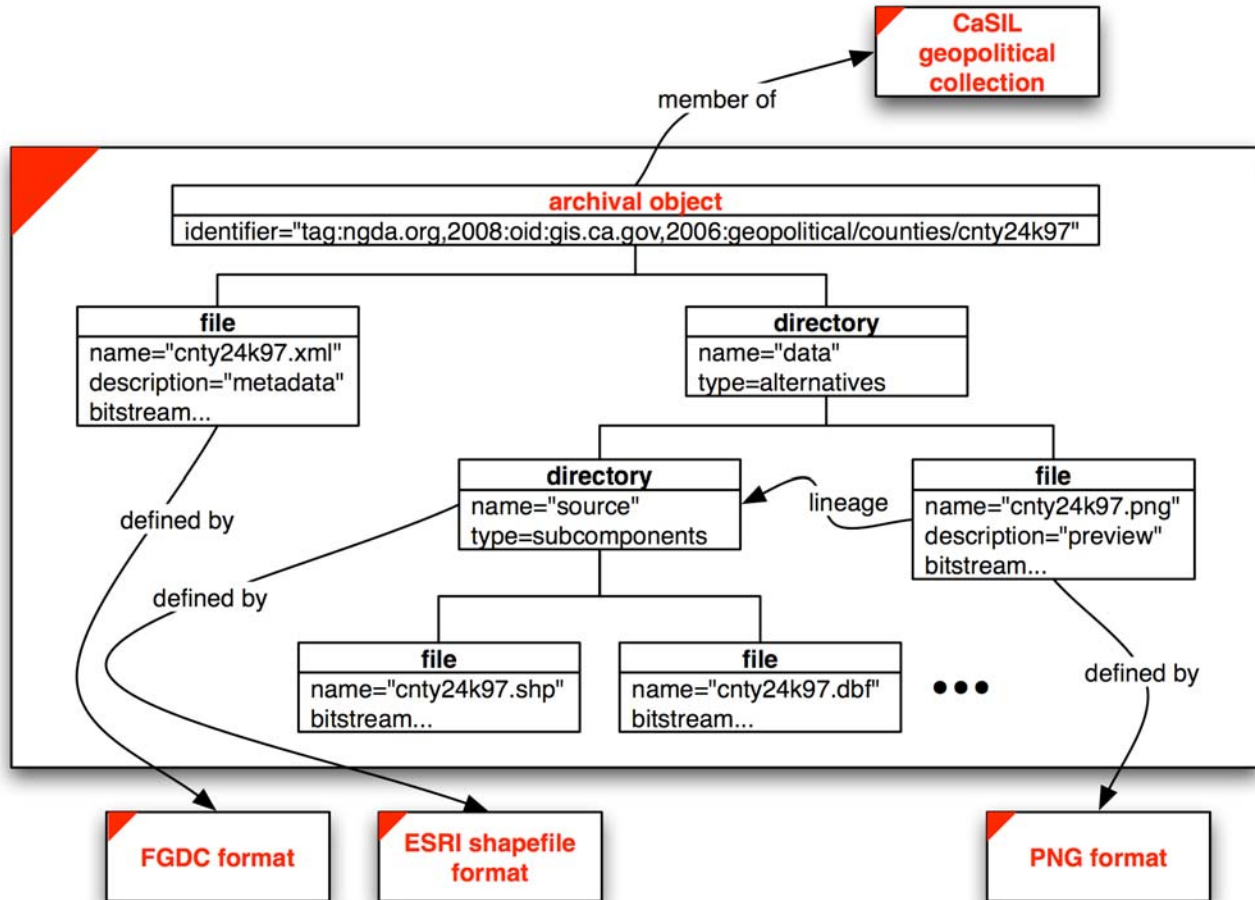 CaSIL
geopolitical
collection
member of
archival object
identifier="tag:ngda.org,2008:oid:gis.ca.gov,2006:geopolitical/counties/cnty24k97"
file
name="cnty24k97.xml"
description="metadata"
bitstream...
directory
name="data"
type=alternatives
directory
name="source"
type=subcomponents
lineage
file
name="cnty24k97.png"
description="preview"
bitstream...
defined by
defined by
file
name="cnty24k97.shp"
bitstream...
file
name="cnty24k97.dbf"
bitstream...
•••
defined by
FGDC format
ESRI shapefile
format
PNG format